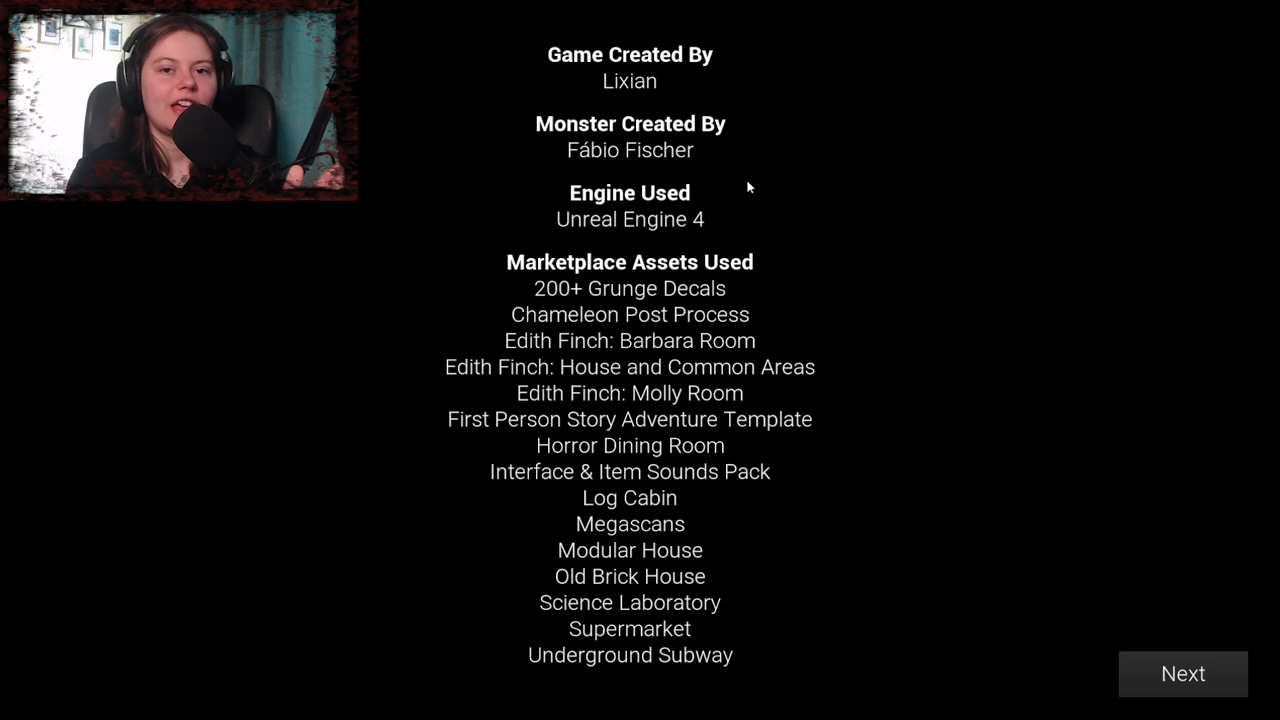 Game Created By
Lixian
Monster Created By
Fábio Fischer
Engine Used
Unreal Engine 4
Marketplace Assets Used
200+ Grunge Decals
Chameleon Post Process
Edith Finch: Barbara Room
Edith Finch: House and Common Areas
Edith Finch: Molly Room
First Person Story Adventure Template
Horror Dining Room
Interface & Item Sounds Pack
Log Cabin
Megascans
Modular House
Old Brick House
Science Laboratory
Supermarket
Underground Subway
Next